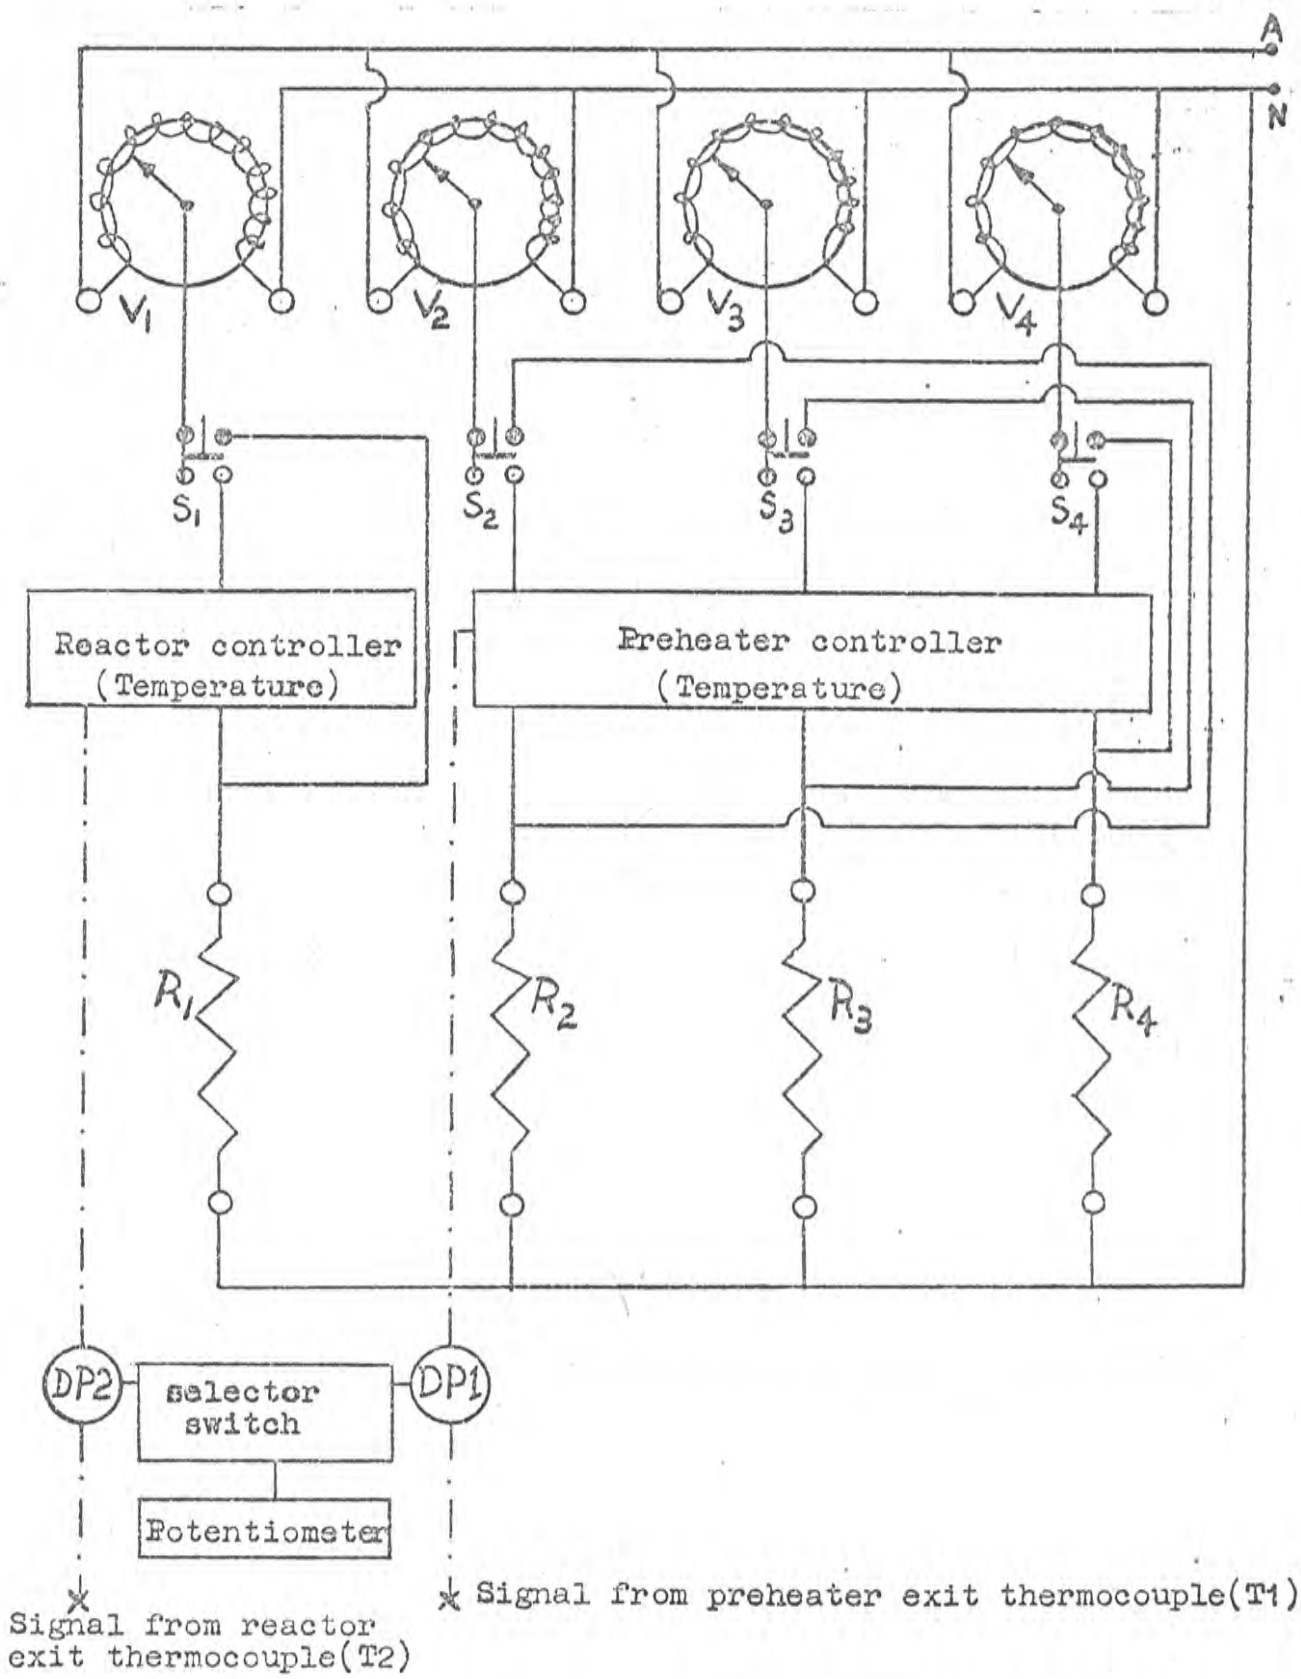 A
N
V1
V2
V3
V4
S1
S2
S3
S4
Reactor controller
(Temperature)
Preheater controller
(Temperature)
R1
R2
R3
R4
DP2
selector
switch
DP1
Potentiometer
Signal from preheater exit thermocouple(T1)
Signal from reactor
exit thermocouple(T2)